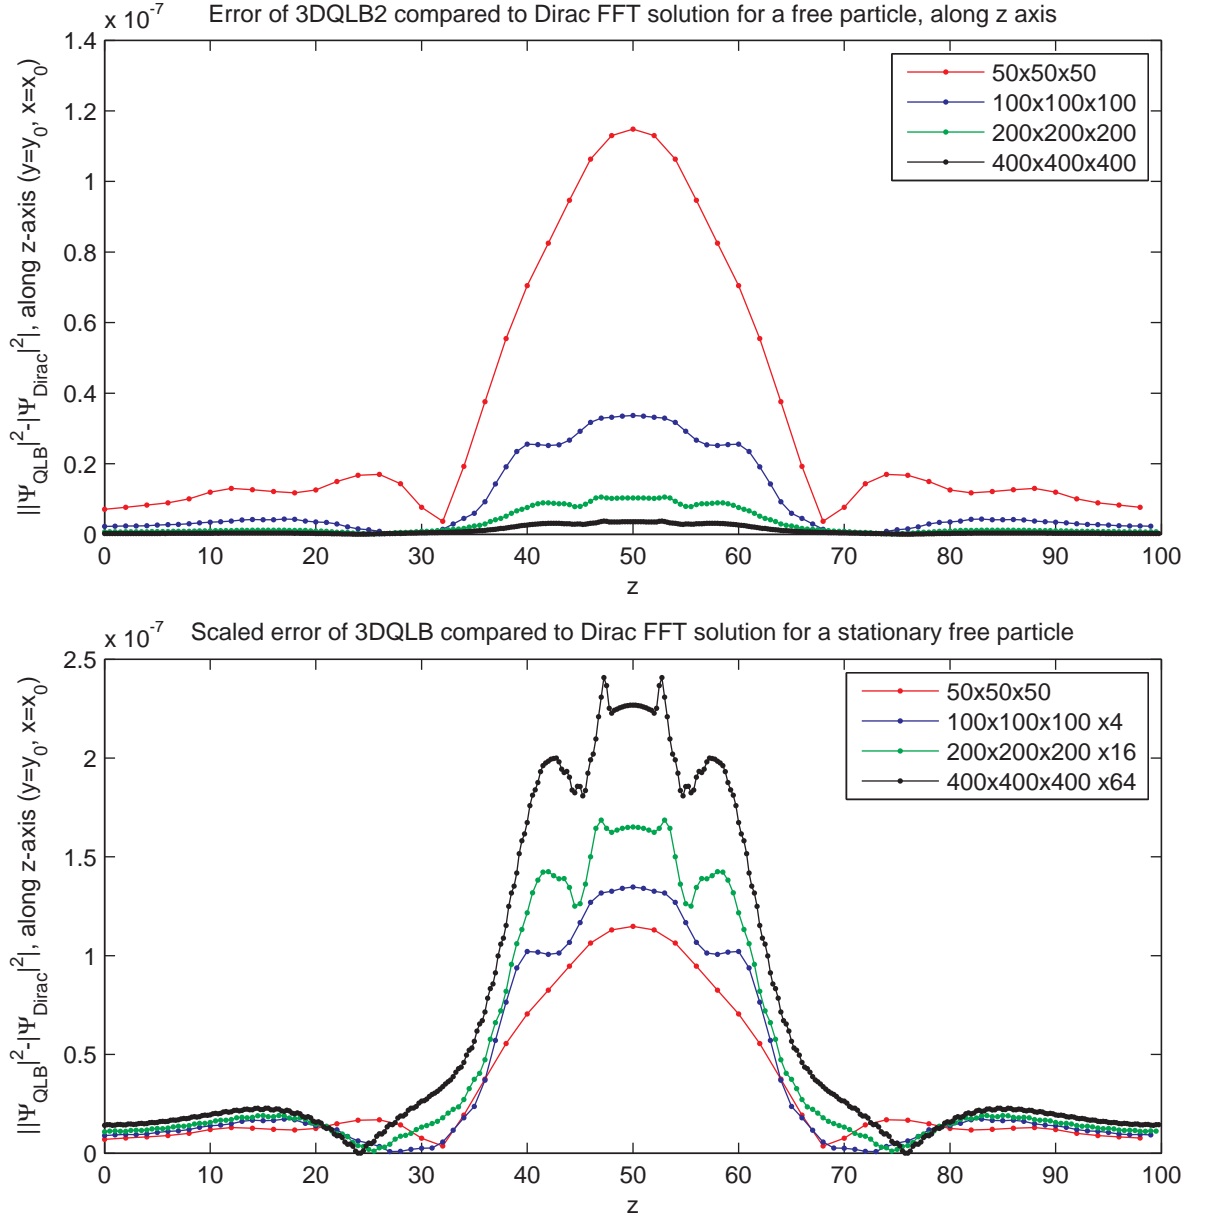 Error of 3DQLB2 compared to Dirac FFT solution for a free particle, along z axis
x 10^-7
||Ψ_QLB|^2-|Ψ_Dirac|^2|, along z-axis (y=y_0, x=x_0)
1.4
1.2
1
0.8
0.6
0.4
0.2
0
50x50x50
100x100x100
200x200x200
400x400x400
0 10 20 30 40 50 60 70 80 90 100
z
Scaled error of 3DQLB compared to Dirac FFT solution for a stationary free particle
x 10^-7
||Ψ_QLB|^2-|Ψ_Dirac|^2|, along z-axis (y=y_0, x=x_0)
2.5
2
1.5
1
0.5
0
50x50x50
100x100x100 x4
200x200x200 x16
400x400x400 x64
0 10 20 30 40 50 60 70 80 90 100
z